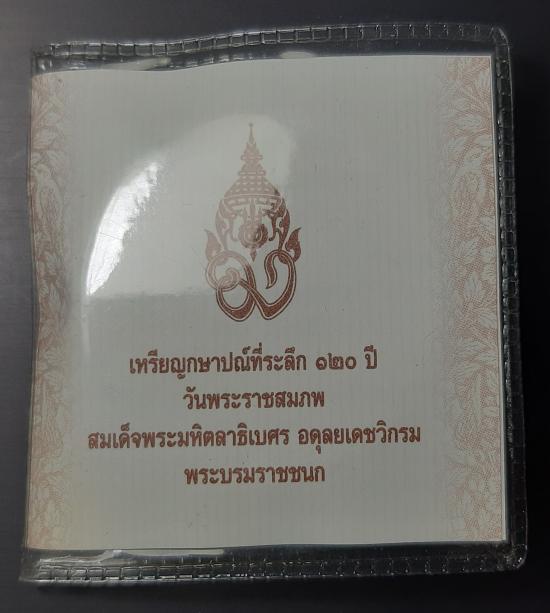 เหรียญกษาปณ์ที่ระลึก ๑๒๐ ปี
วันพระราชสมภพ
สมเด็จพระมหิตลาธิเบศร อดุลยเดชวิกรม
พระบรมราชชนก